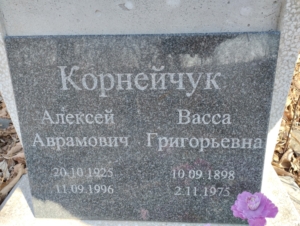 Корнейчук
Алексей Васса
Аврамович Григорьевна
20.10.1925 10.09.1898
11.09.1996 2.11.1975